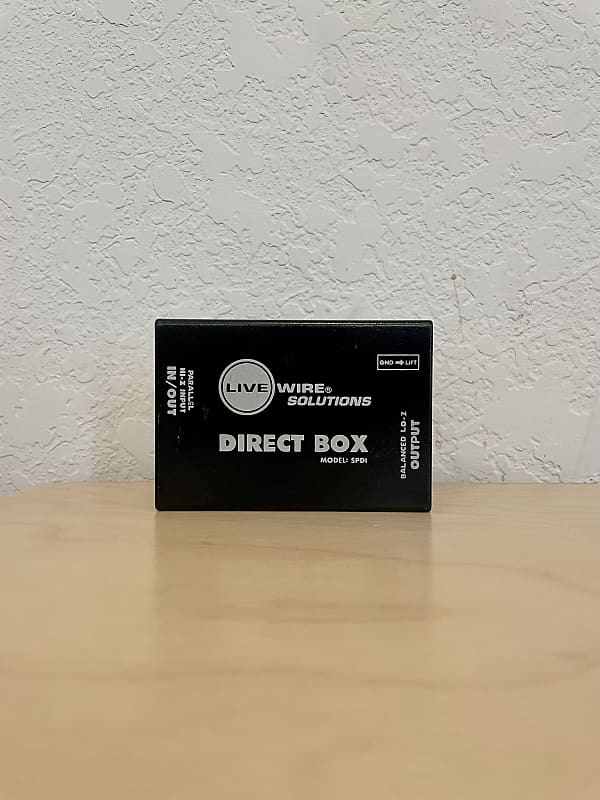 LIVE WIRE®
SOLUTIONS
DIRECT BOX
MODEL: SPDI
PARALLEL
HI-Z INPUT
IN/OUT
GND ➡ LIFT
BALANCED LO-Z
OUTPUT